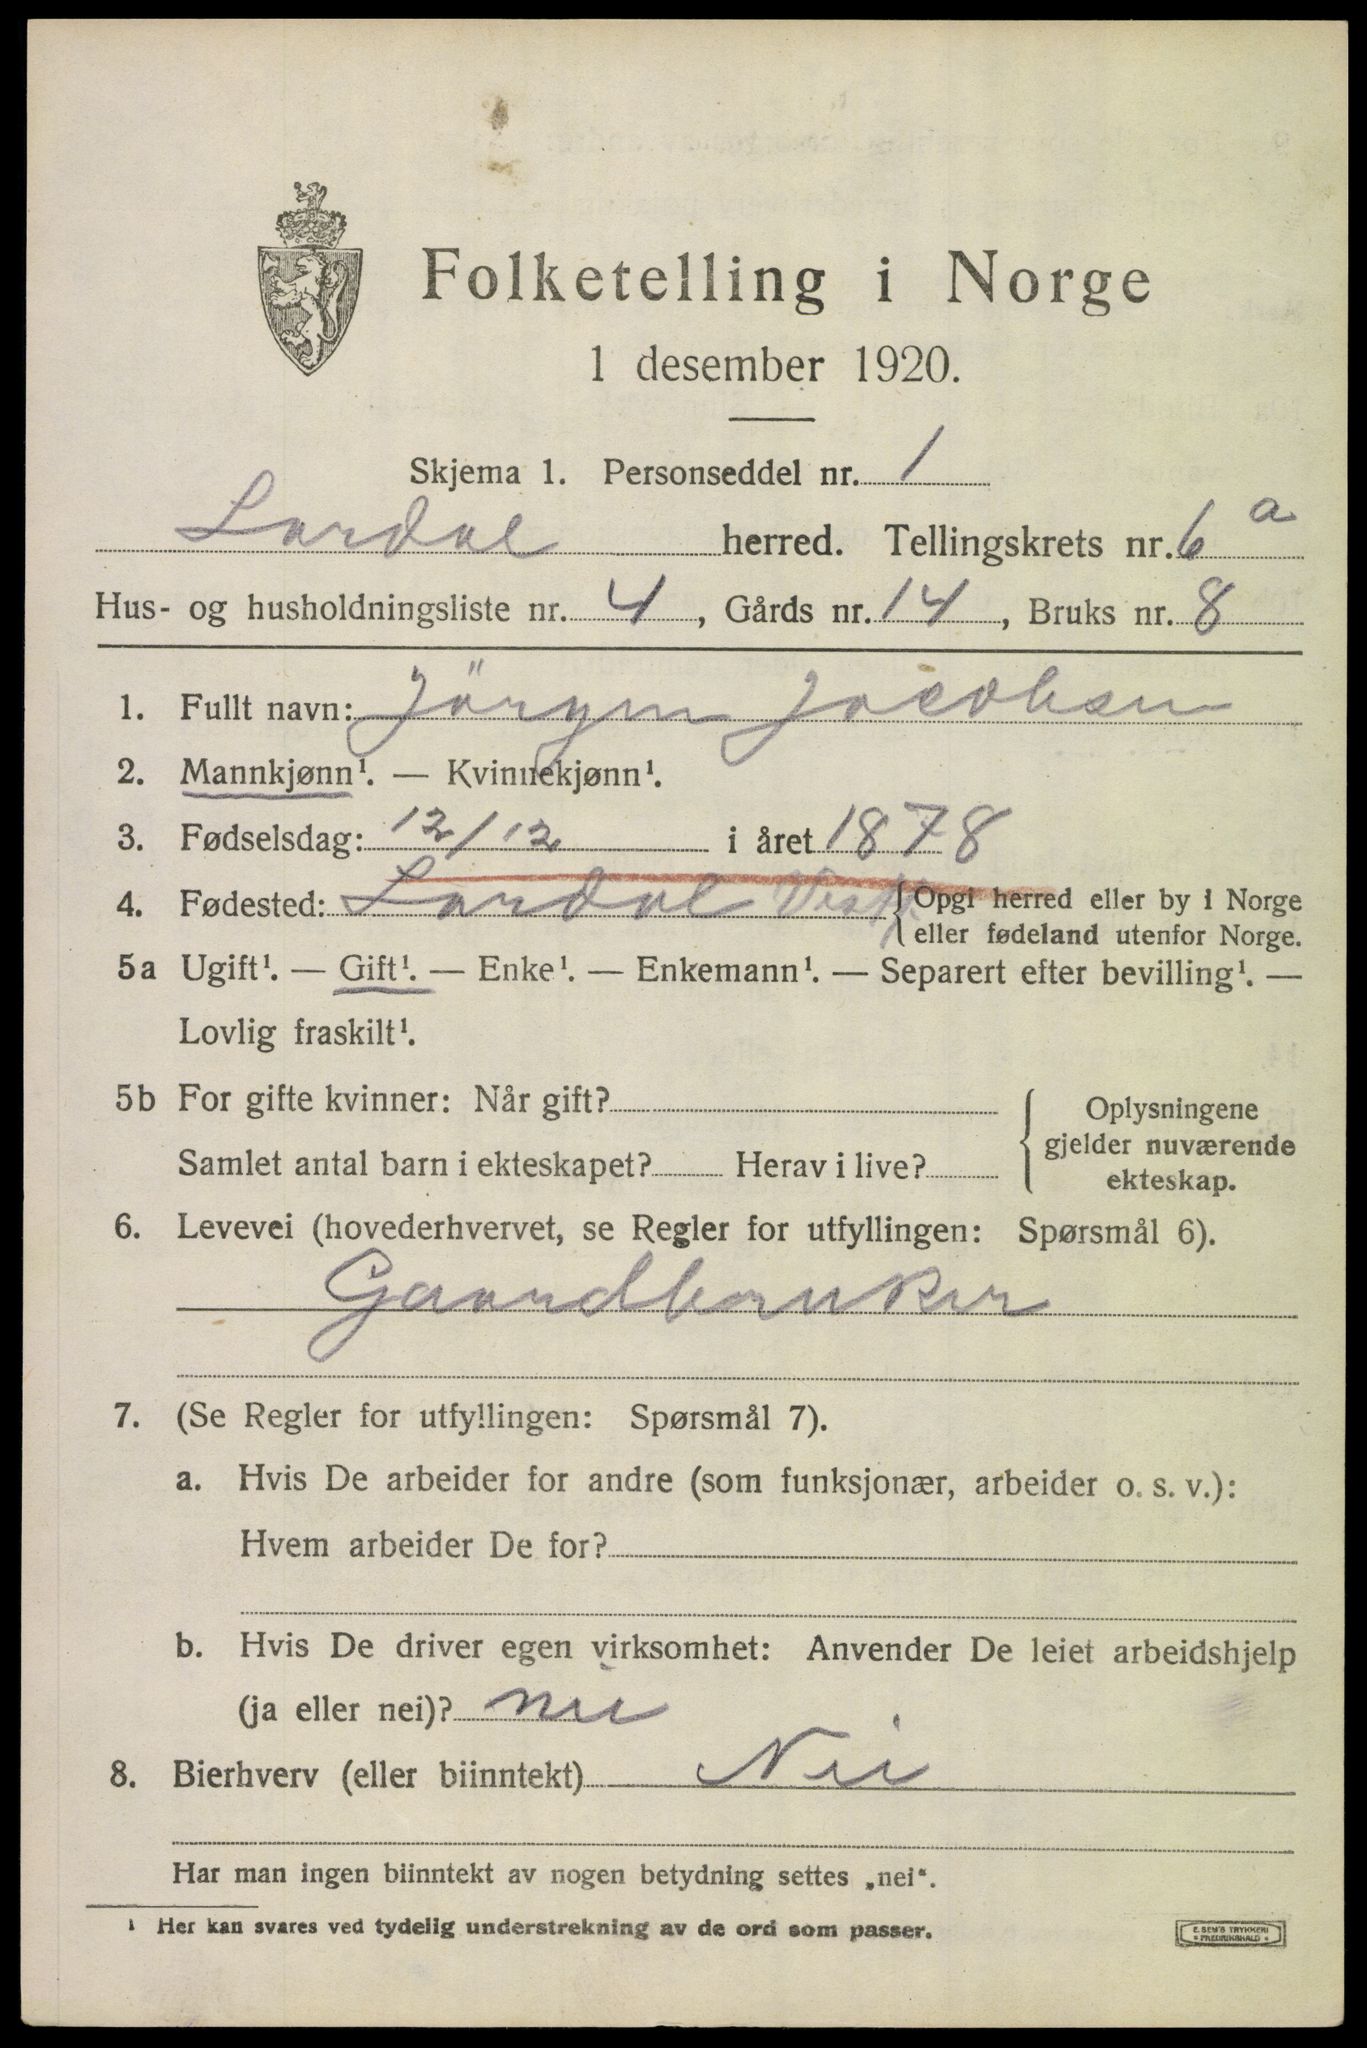 Folketelling i Norge
1 desember 1920.
Skjema 1. Personseddel nr. 1
Lardal herred. Tellingskrets nr. 6 a
Hus- og husholdningsliste nr. 4, Gårds nr. 14, Bruks nr. 8
1. Fullt navn: Jörgen Jacobsen
2. Mannkjønn¹. — Kvinnekjønn¹.
3. Fødselsdag: 12/12 i året 1878
4. Fødested: Lardal Vestf. {Opgi herred eller by i Norge
eller fødeland utenfor Norge.
5a Ugift¹. — Gift¹. — Enke¹. — Enkemann¹. — Separert efter bevilling¹. —
Lovlig fraskilt¹.
5b For gifte kvinner: Når gift?
Samlet antal barn i ekteskapet? Herav i live?
{Oplysningene
gjelder nuværende
ekteskap.
6. Levevei (hovederhvervet, se Regler for utfyllingen: Spørsmål 6).
Gaardbruker
7. (Se Regler for utfyllingen: Spørsmål 7).
a. Hvis De arbeider for andre (som funksjonær, arbeider o. s. v.):
Hvem arbeider De for?
b. Hvis De driver egen virksomhet: Anvender De leiet arbeidshjelp
(ja eller nei)? nei
8. Bierhverv (eller biinntekt) Nei
Har man ingen biinntekt av nogen betydning settes „nei“.
¹ Her kan svares ved tydelig understrekning av de ord som passer.
E. SEM'S TRYKKERI
FREDRIKSHALD